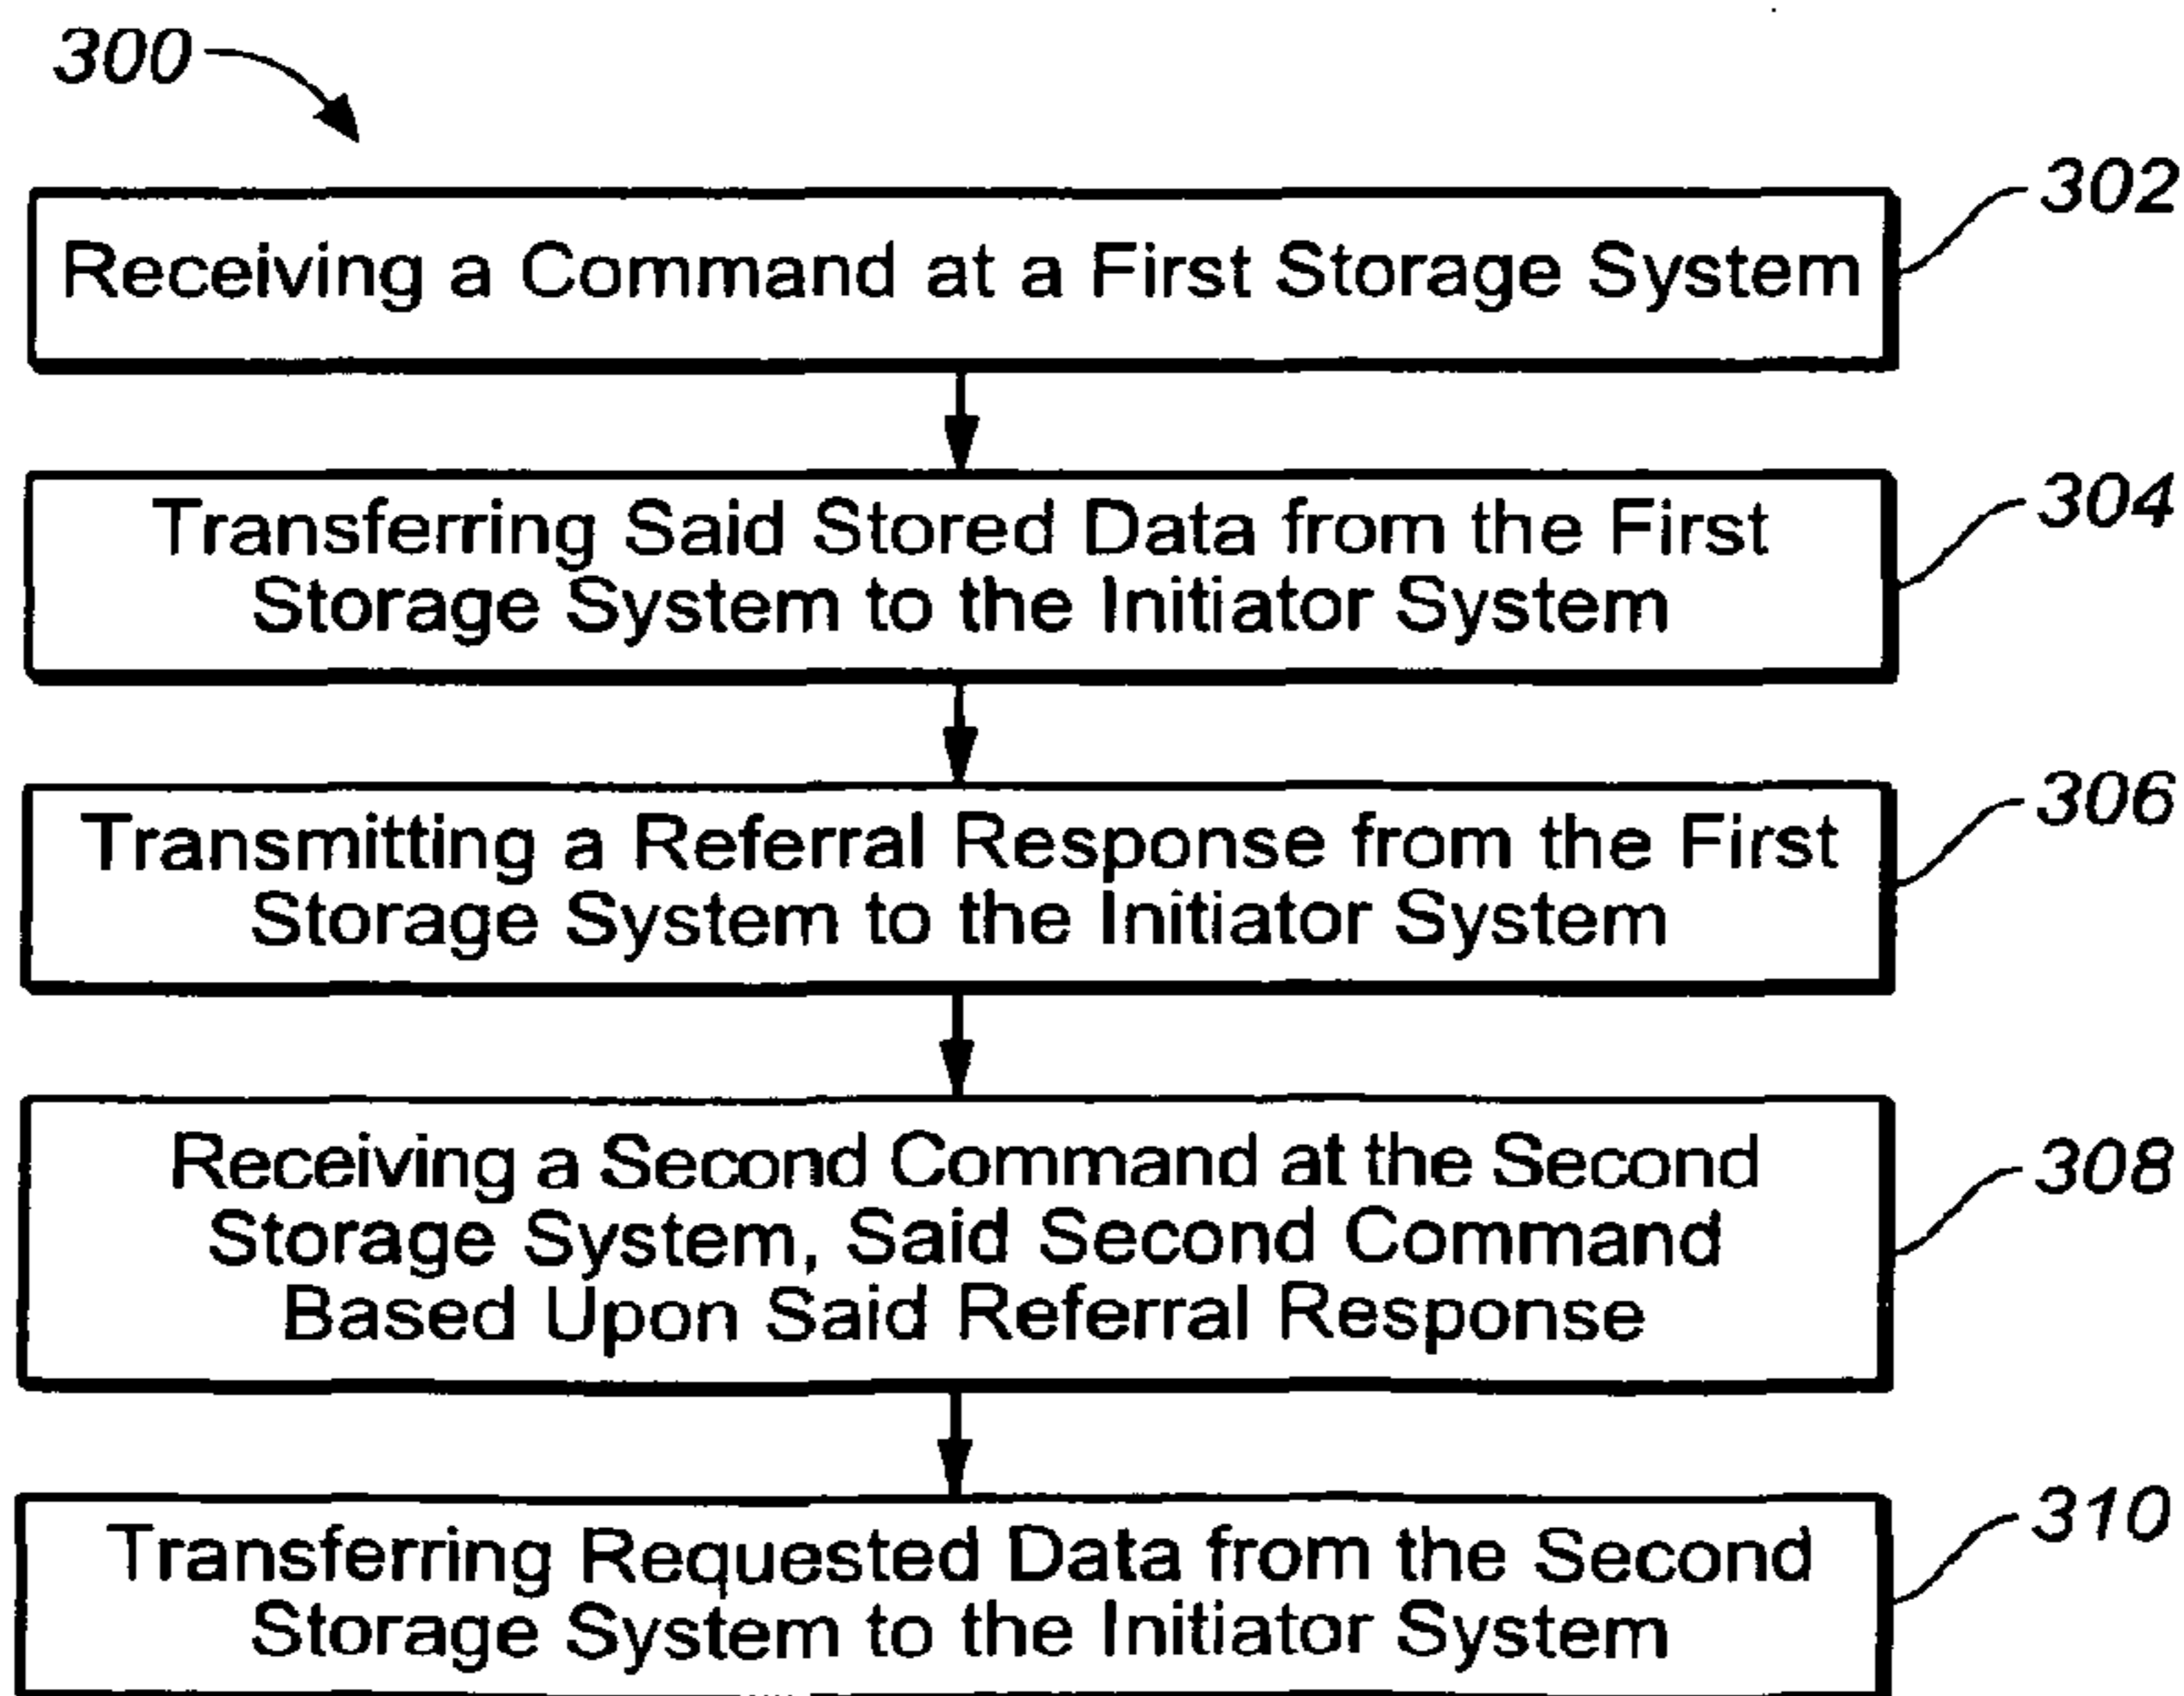 300
Receiving a Command at a First Storage System
302
Transferring Said Stored Data from the First
Storage System to the Initiator System
304
Transmitting a Referral Response from the First
Storage System to the Initiator System
306
Receiving a Second Command at the Second
Storage System, Said Second Command
Based Upon Said Referral Response
308
Transferring Requested Data from the Second
Storage System to the Initiator System
310